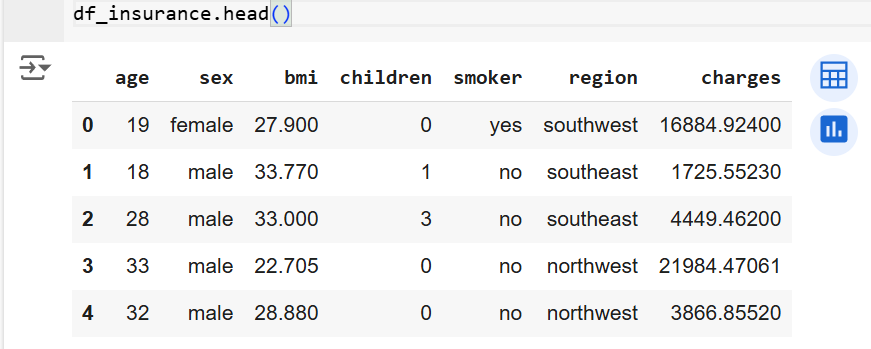 df_insurance.head()
age sex bmi children smoker region charges
0 19 female 27.900 0 yes southwest 16884.92400
1 18 male 33.770 1 no southeast 1725.55230
2 28 male 33.000 3 no southeast 4449.46200
3 33 male 22.705 0 no northwest 21984.47061
4 32 male 28.880 0 no northwest 3866.85520